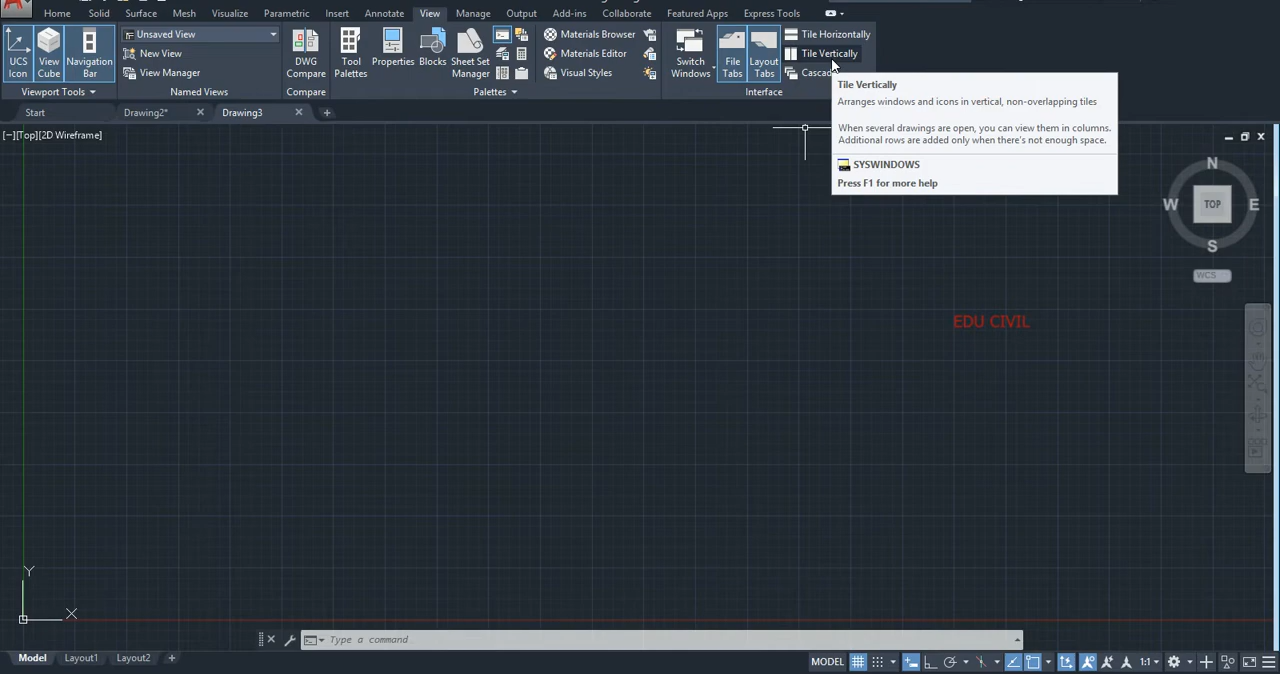 Home Solid Surface Mesh Visualize Parametric Insert Annotate View Manage Output Add-ins Collaborate Featured Apps Express Tools
UCS Icon
View Cube
Navigation Bar
Viewport Tools
Unsaved View
New View
View Manager
Named Views
DWG Compare
Compare
Tool Palettes
Properties
Blocks
Sheet Set Manager
Materials Browser
Materials Editor
Visual Styles
Palettes
Switch Windows
File Tabs
Layout Tabs
Tile Horizontally
Tile Vertically
Cascad
Interface
Start Drawing2* Drawing3
[−][Top][2D Wireframe]
Tile Vertically
Arranges windows and icons in vertical, non-overlapping tiles
When several drawings are open, you can view them in columns.
Additional rows are added only when there's not enough space.
SYSWINDOWS
Press F1 for more help
N
W TOP E
S
WCS
EDU CIVIL
Y
X
Type a command
Model Layout1 Layout2
MODEL 1:1